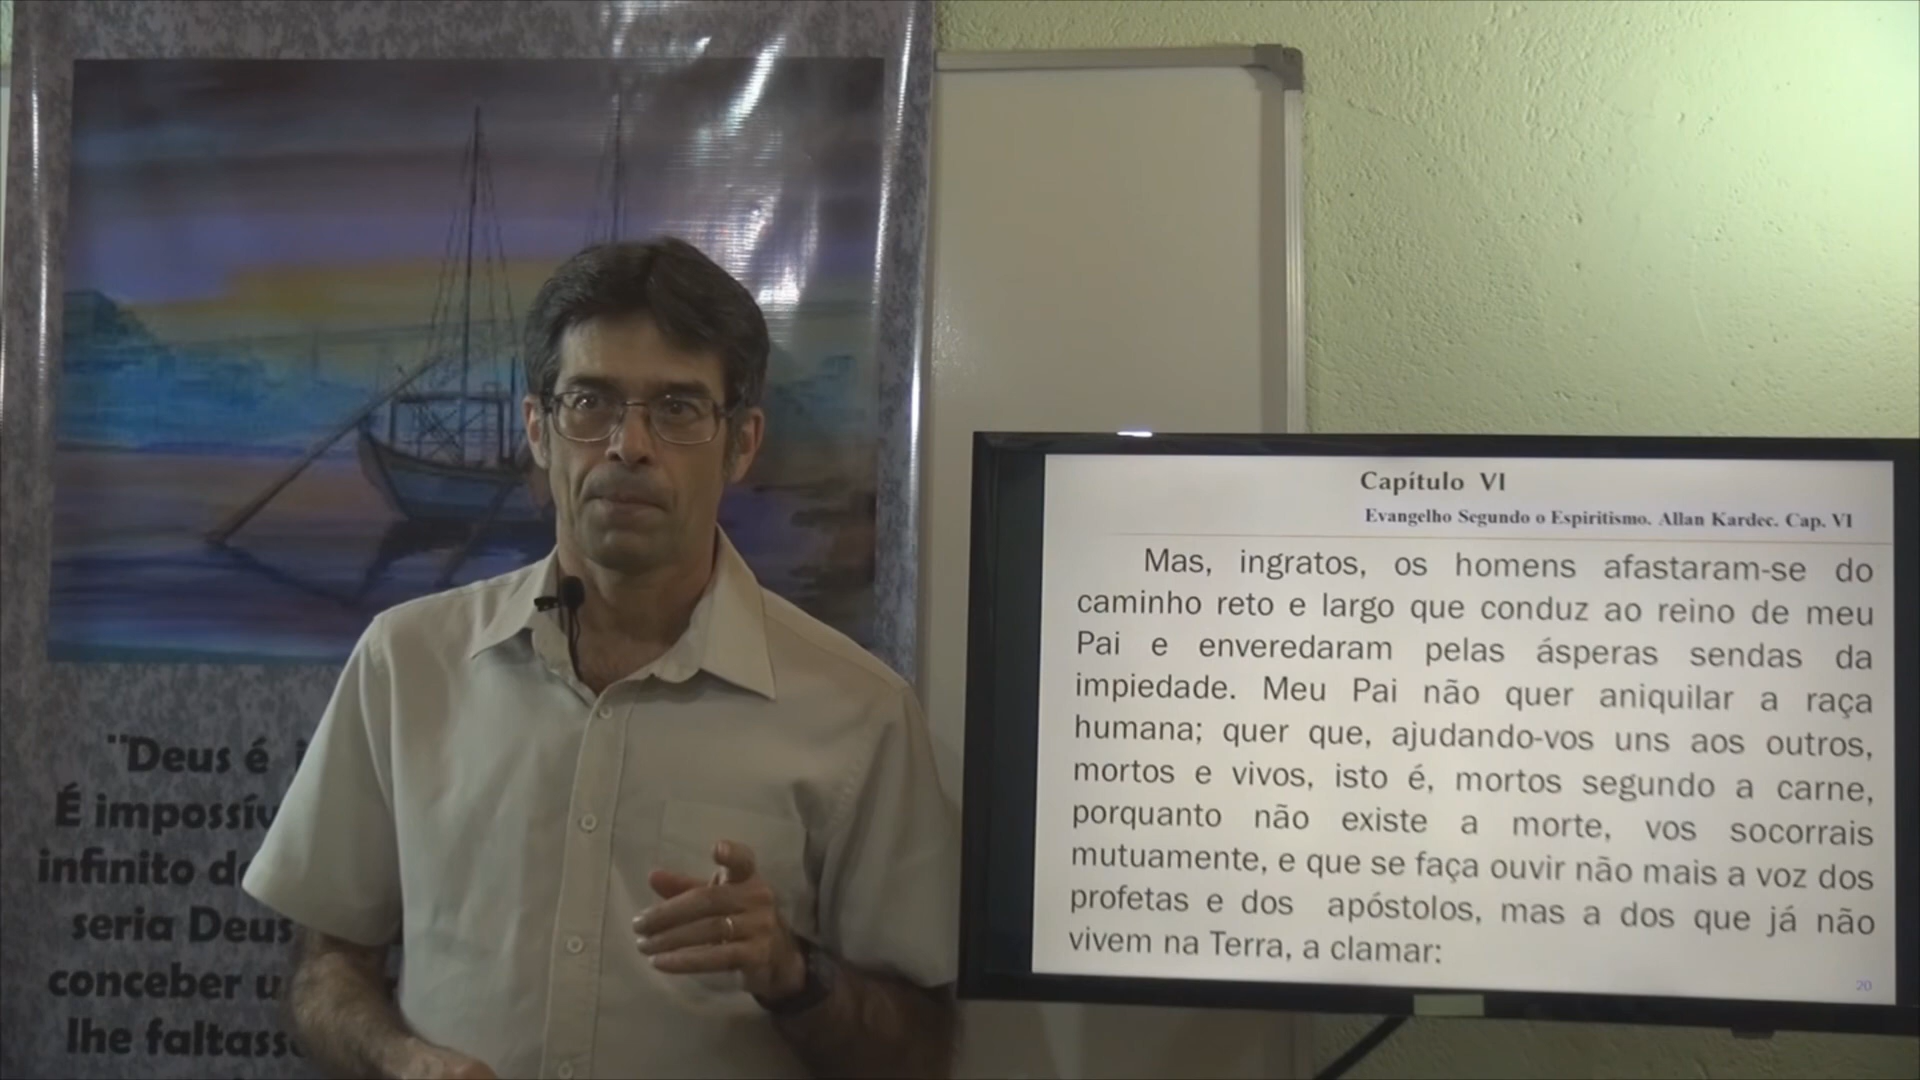 "Deus é
É impossív
infinito d
seria Deus
conceber u
lhe faltass
Capítulo VI
Evangelho Segundo o Espiritismo. Allan Kardec. Cap. VI
Mas, ingratos, os homens afastaram-se do
caminho reto e largo que conduz ao reino de meu
Pai e enveredaram pelas ásperas sendas da
impiedade. Meu Pai não quer aniquilar a raça
humana; quer que, ajudando-vos uns aos outros,
mortos e vivos, isto é, mortos segundo a carne,
porquanto não existe a morte, vos socorrais
mutuamente, e que se faça ouvir não mais a voz dos
profetas e dos apóstolos, mas a dos que já não
vivem na Terra, a clamar:
20